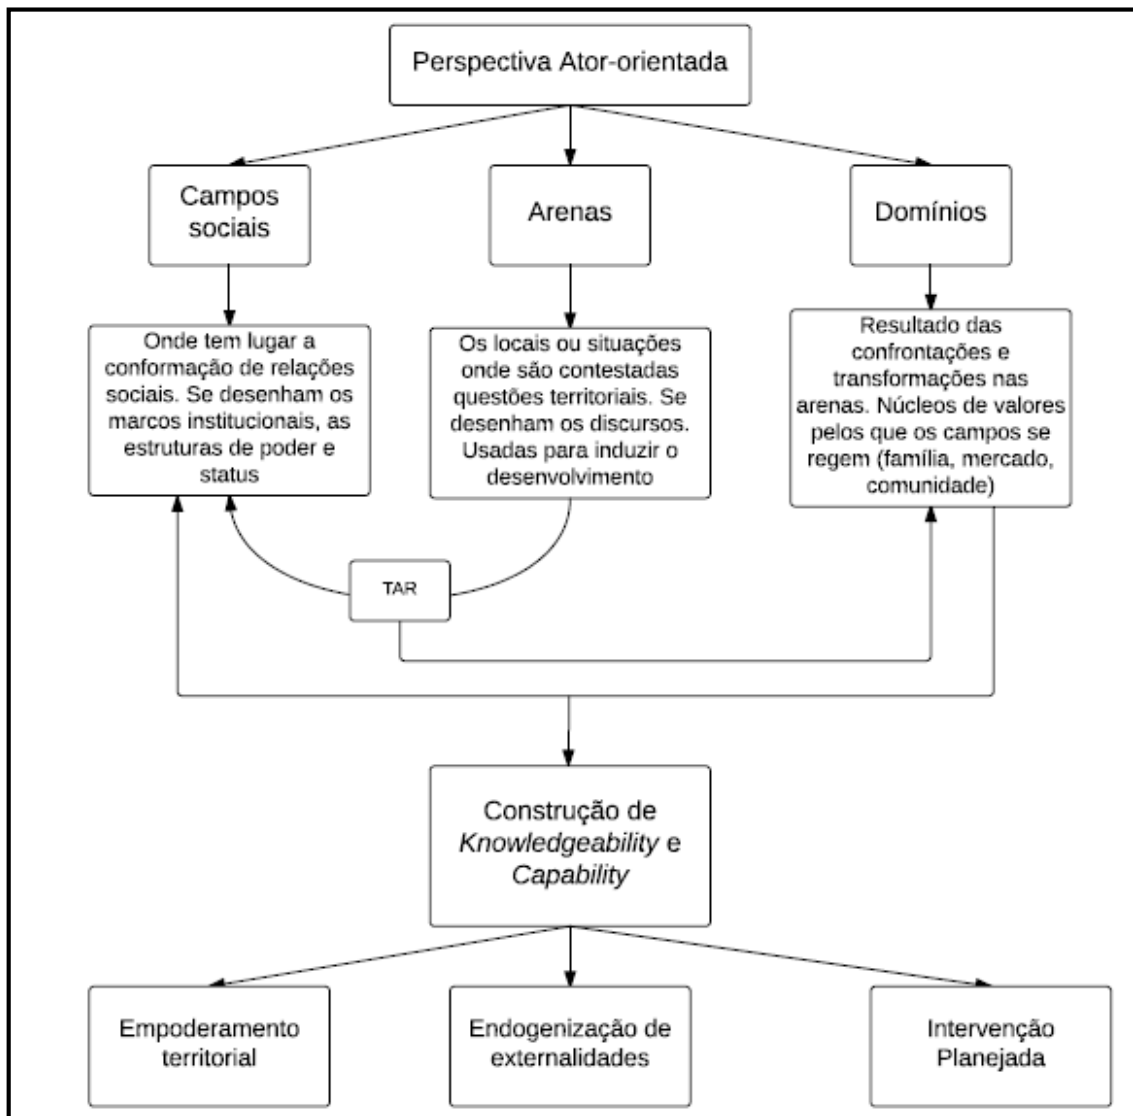 Perspectiva Ator-orientada
Campos
sociais
Arenas
Domínios
Onde tem lugar a
conformação de relações
sociais. Se desenham os
marcos institucionais, as
estruturas de poder e
status
Os locais ou situações
onde são contestadas
questões territoriais. Se
desenham os discursos.
Usadas para induzir o
desenvolvimento
Resultado das
confrontações e
transformações nas
arenas. Núcleos de valores
pelos que os campos se
regem (família, mercado,
comunidade)
TAR
Construção de
Knowledgeability e
Capability
Empoderamento
territorial
Endogenização de
externalidades
Intervenção
Planejada